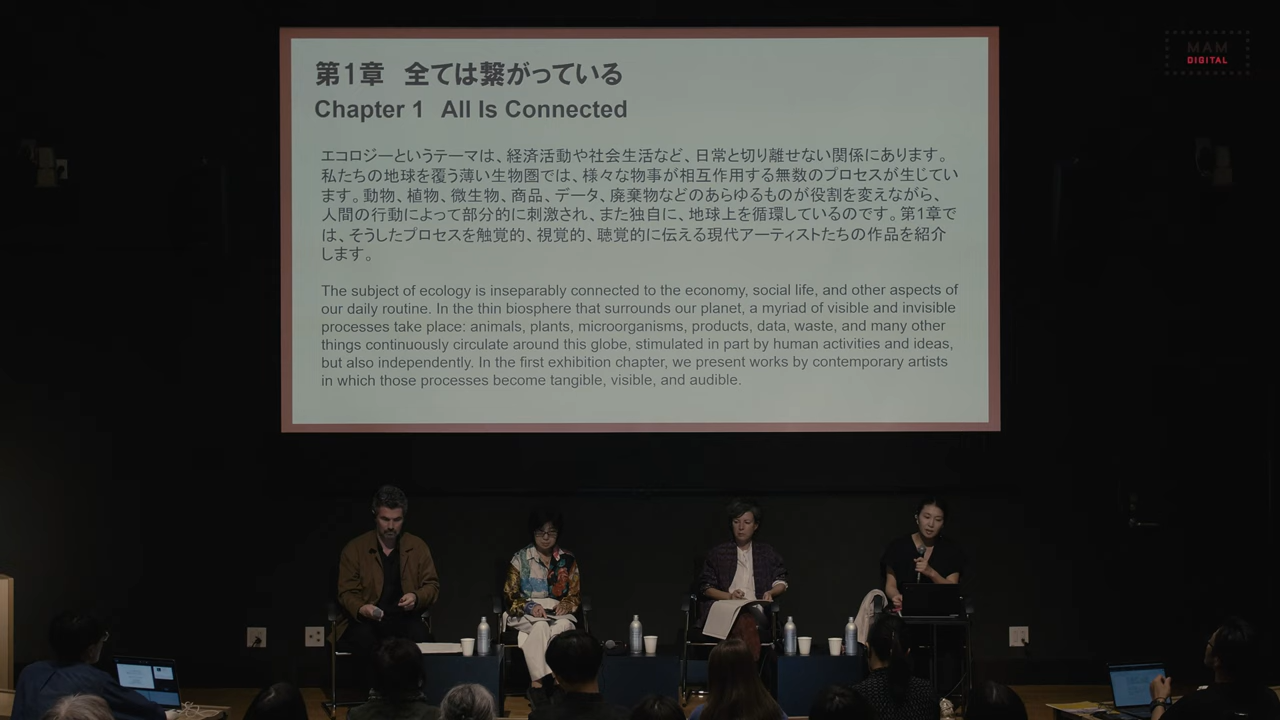 第1章　全ては繋がっている
Chapter 1 All Is Connected
エコロジーというテーマは、経済活動や社会生活など、日常と切り離せない関係にあります。
私たちの地球を覆う薄い生物圏では、様々な物事が相互作用する無数のプロセスが生じてい
ます。動物、植物、微生物、商品、データ、廃棄物などのあらゆるものが役割を変えながら、
人間の行動によって部分的に刺激され、また独自に、地球上を循環しているのです。第1章で
は、そうしたプロセスを触覚的、視覚的、聴覚的に伝える現代アーティストたちの作品を紹介
します。
The subject of ecology is inseparably connected to the economy, social life, and other aspects of
our daily routine. In the thin biosphere that surrounds our planet, a myriad of visible and invisible
processes take place: animals, plants, microorganisms, products, data, waste, and many other
things continuously circulate around this globe, stimulated in part by human activities and ideas,
but also independently. In the first exhibition chapter, we present works by contemporary artists
in which those processes become tangible, visible, and audible.
MAM
DIGITAL